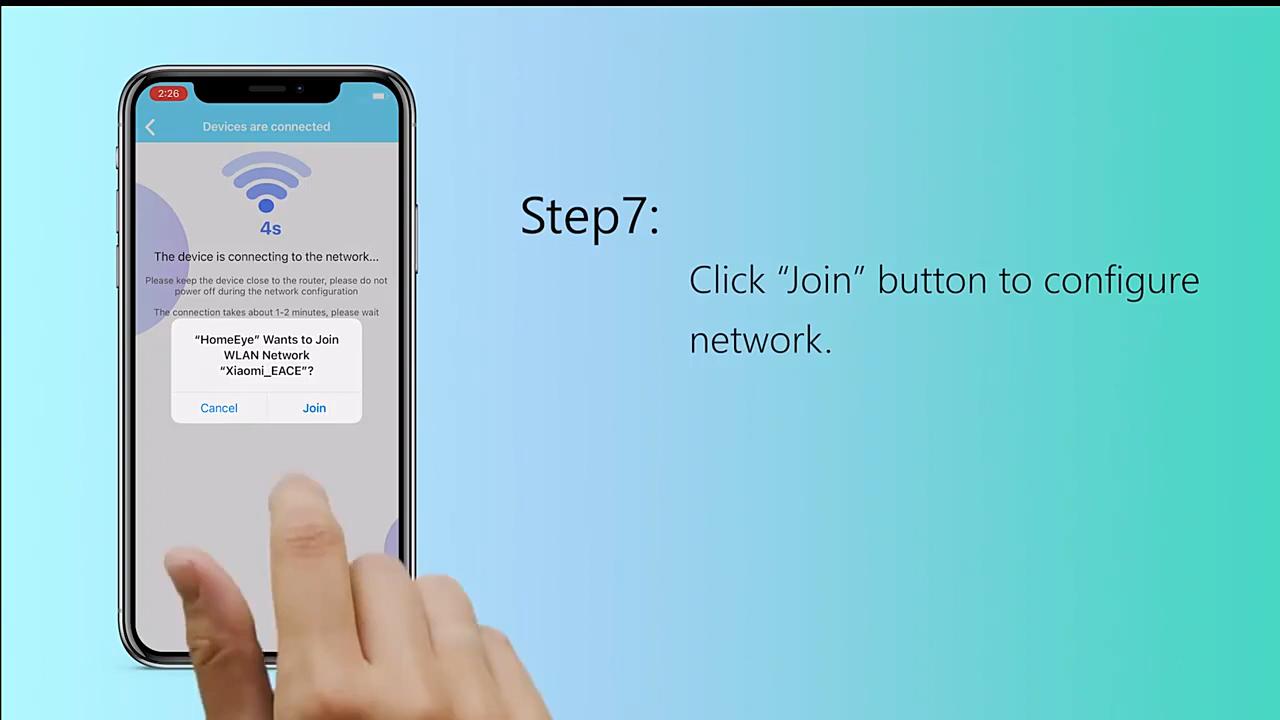 2:26
Devices are connected
4s
The device is connecting to the network...
Please keep the device close to the router, please do not
power off during the network configuration
The connection takes about 1-2 minutes, please wait
“HomeEye” Wants to Join
WLAN Network
“Xiaomi_EACE”?
Cancel Join
Step7:
Click “Join” button to configure
network.